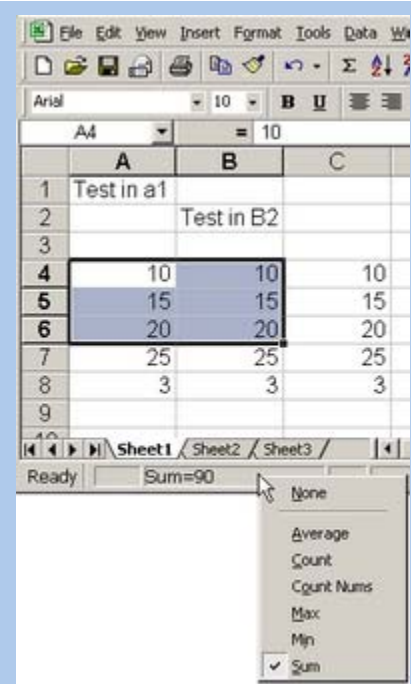 File Edit View Insert Format Tools Data
Arial 10 B U
A4 = 10
A B C
1 Test in a1
2 Test in B2
3
4 10 10 10
5 15 15 15
6 20 20 20
7 25 25 25
8 3 3 3
9
Sheet1 Sheet2 Sheet3
Ready Sum=90
None
Average
Count
Count Nums
Max
Min
Sum